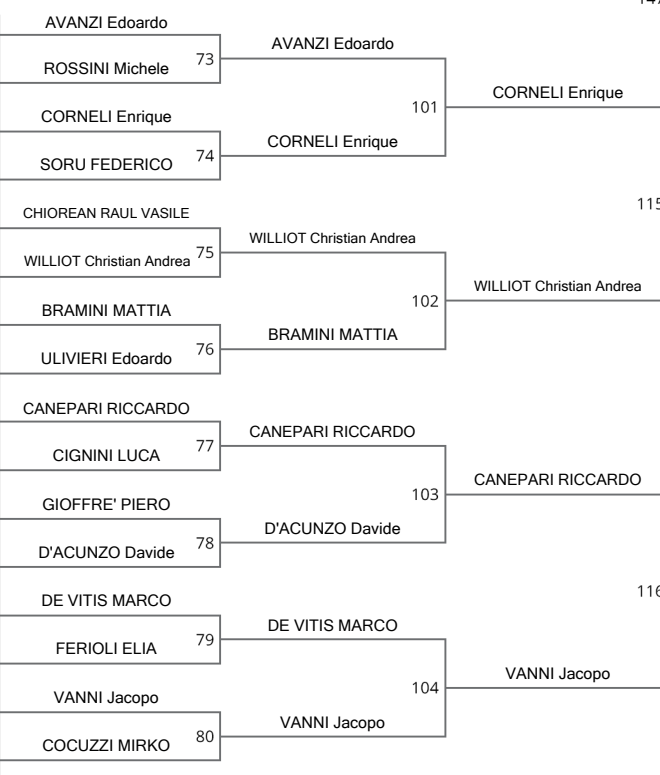 AVANZI Edoardo
ROSSINI Michele
73
CORNELI Enrique
SORU FEDERICO
74
CHIOREAN RAUL VASILE
WILLIOT Christian Andrea
75
BRAMINI MATTIA
ULIVIERI Edoardo
76
CANEPARI RICCARDO
CIGNINI LUCA
77
GIOFFRE' PIERO
D'ACUNZO Davide
78
DE VITIS MARCO
FERIOLI ELIA
79
VANNI Jacopo
COCUZZI MIRKO
80
AVANZI Edoardo
CORNELI Enrique
101
WILLIOT Christian Andrea
BRAMINI MATTIA
102
CANEPARI RICCARDO
D'ACUNZO Davide
103
DE VITIS MARCO
VANNI Jacopo
104
CORNELI Enrique
WILLIOT Christian Andrea
115
CANEPARI RICCARDO
VANNI Jacopo
116